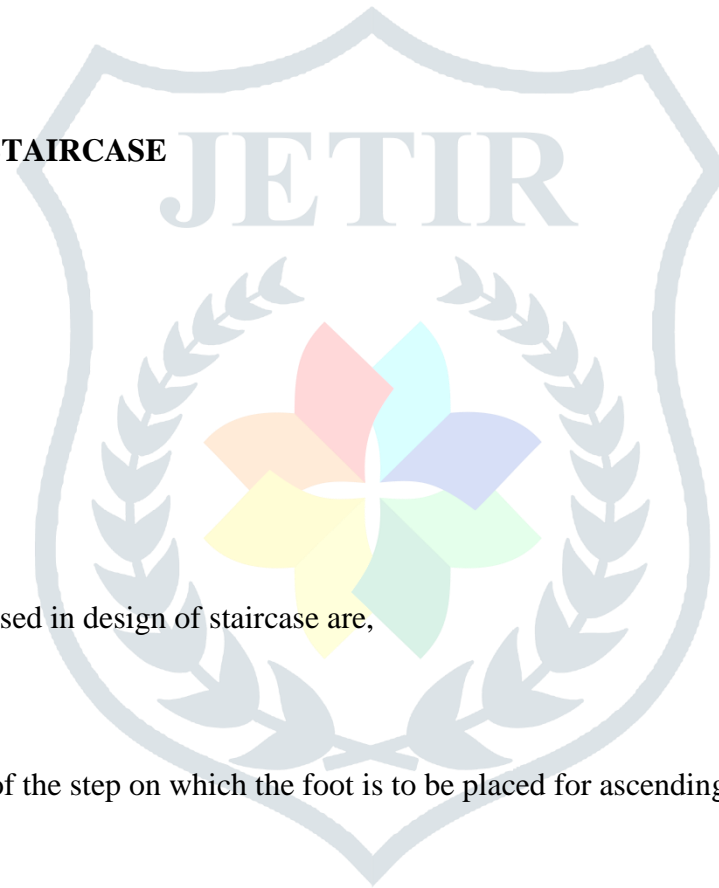 TAIRCASE
JETIR
sed in design of staircase are,
of the step on which the foot is to be placed for ascending